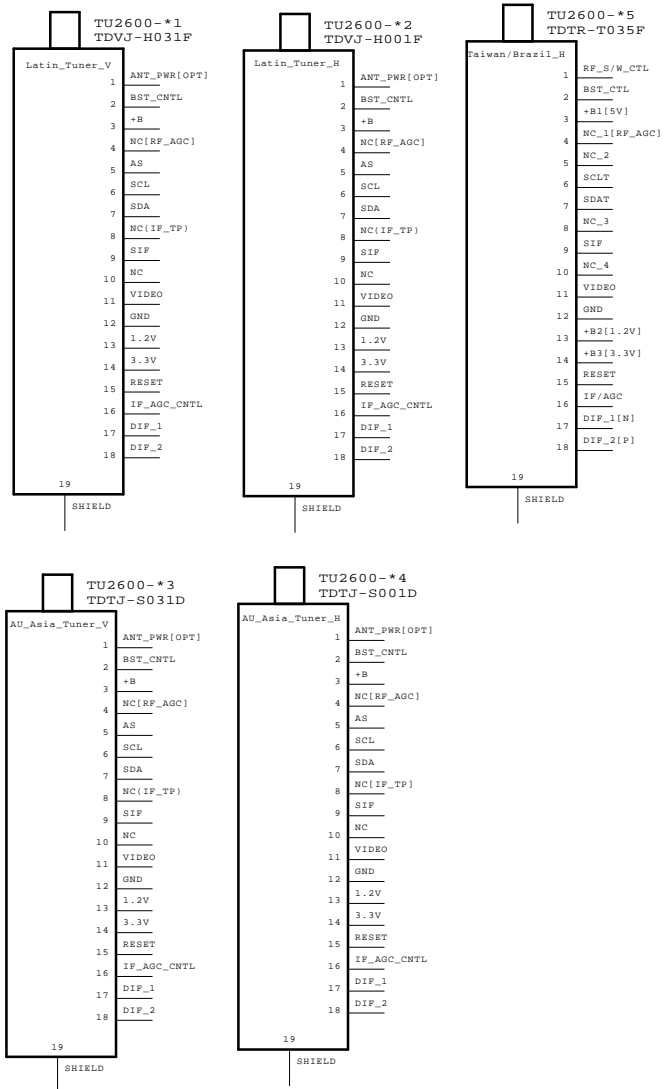 TU2600-*1
TDVJ-H031F
Latin_Tuner_V
1 ANT_PWR[OPT]
2 BST_CNTL
3 +B
4 NC[RF_AGC]
5 AS
6 SCL
7 SDA
8 NC(IF_TP)
9 SIF
10 NC
11 VIDEO
12 GND
13 1.2V
14 3.3V
15 RESET
16 IF_AGC_CNTL
17 DIF_1
18 DIF_2
19
SHIELD
TU2600-*2
TDVJ-H001F
Latin_Tuner_H
1 ANT_PWR[OPT]
2 BST_CNTL
3 +B
4 NC[RF_AGC]
5 AS
6 SCL
7 SDA
8 NC(IF_TP)
9 SIF
10 NC
11 VIDEO
12 GND
13 1.2V
14 3.3V
15 RESET
16 IF_AGC_CNTL
17 DIF_1
18 DIF_2
19
SHIELD
TU2600-*5
TDTR-T035F
Taiwan/Brazil_H
1 RF_S/W_CTL
2 BST_CTL
3 +B1[5V]
4 NC_1[RF_AGC]
5 NC_2
6 SCLT
7 SDAT
8 NC_3
9 SIF
10 NC_4
11 VIDEO
12 GND
13 +B2[1.2V]
14 +B3[3.3V]
15 RESET
16 IF/AGC
17 DIF_1[N]
18 DIF_2[P]
19
SHIELD
TU2600-*3
TDTJ-S031D
AU_Asia_Tuner_V
1 ANT_PWR[OPT]
2 BST_CNTL
3 +B
4 NC[RF_AGC]
5 AS
6 SCL
7 SDA
8 NC(IF_TP)
9 SIF
10 NC
11 VIDEO
12 GND
13 1.2V
14 3.3V
15 RESET
16 IF_AGC_CNTL
17 DIF_1
18 DIF_2
19
SHIELD
TU2600-*4
TDTJ-S001D
AU_Asia_Tuner_H
1 ANT_PWR[OPT]
2 BST_CNTL
3 +B
4 NC[RF_AGC]
5 AS
6 SCL
7 SDA
8 NC[IF_TP]
9 SIF
10 NC
11 VIDEO
12 GND
13 1.2V
14 3.3V
15 RESET
16 IF_AGC_CNTL
17 DIF_1
18 DIF_2
19
SHIELD